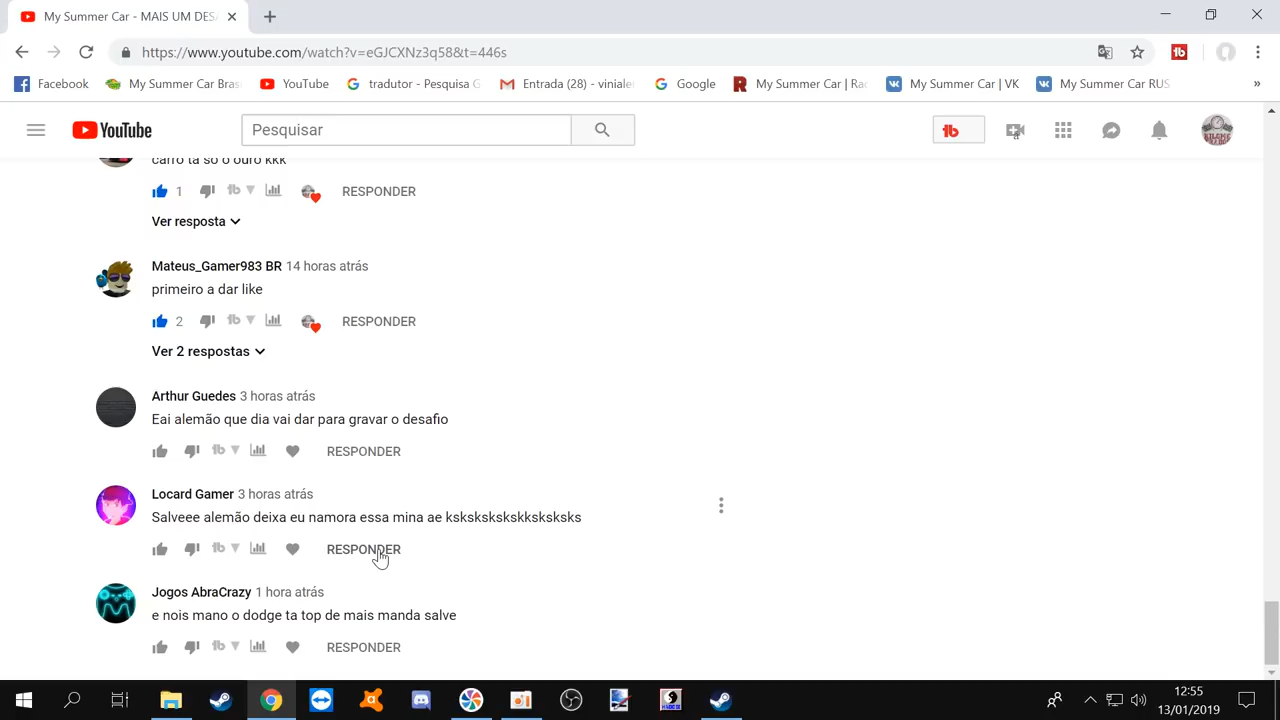 My Summer Car - MAIS UM DESA
https://www.youtube.com/watch?v=eGJCXNz3q58&t=446s
Facebook My Summer Car Bras YouTube tradutor - Pesquisa G Entrada (28) - vinialer Google My Summer Car | Rac My Summer Car | VK My Summer Car RUS »
YouTube Pesquisar
carro ta so o ouro kkk
1 RESPONDER
Ver resposta
Mateus_Gamer983 BR 14 horas atrás
primeiro a dar like
2 RESPONDER
Ver 2 respostas
Arthur Guedes 3 horas atrás
Eai alemão que dia vai dar para gravar o desafio
RESPONDER
Locard Gamer 3 horas atrás
Salveee alemão deixa eu namora essa mina ae kskskskskskksksksks
RESPONDER
Jogos AbraCrazy 1 hora atrás
e nois mano o dodge ta top de mais manda salve
RESPONDER
12:55
13/01/2019